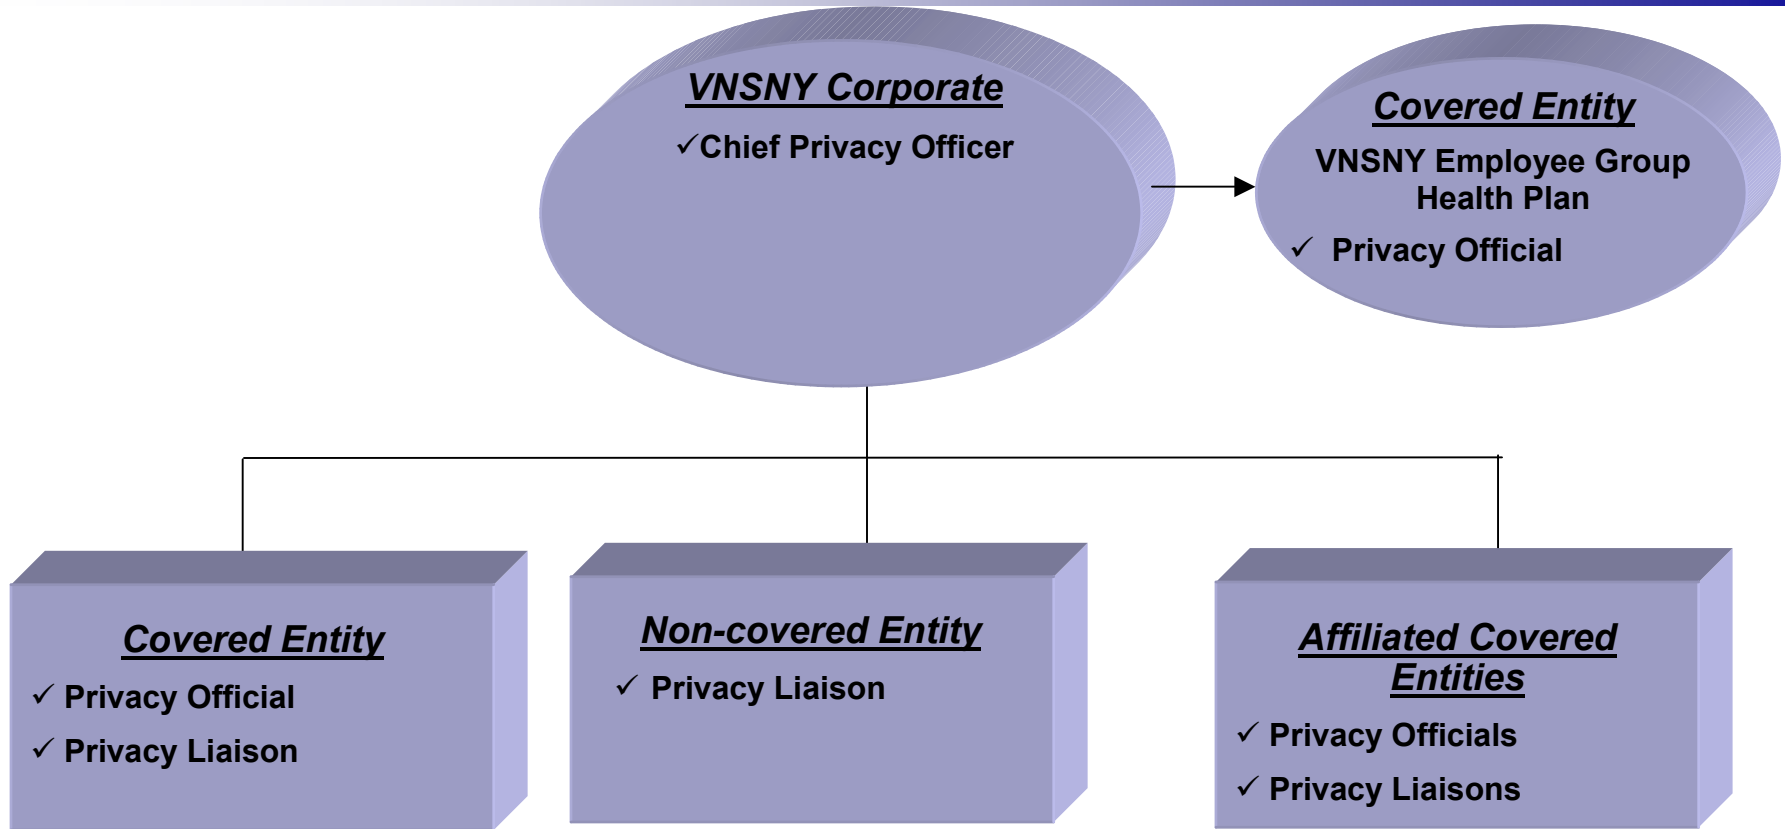 VNSNY Corporate
✓Chief Privacy Officer
Covered Entity
VNSNY Employee Group
Health Plan
✓ Privacy Official
Covered Entity
✓ Privacy Official
✓ Privacy Liaison
Non-covered Entity
✓ Privacy Liaison
Affiliated Covered
Entities
✓ Privacy Officials
✓ Privacy Liaisons